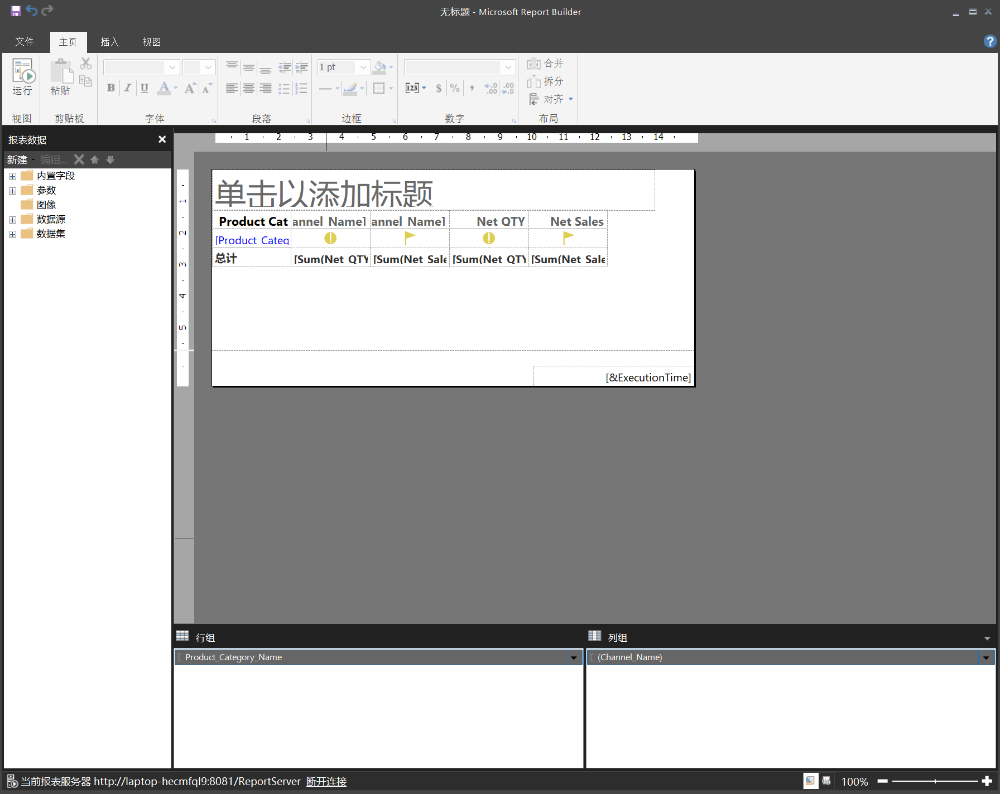 无标题 - Microsoft Report Builder
文件 主页 插入 视图
运行 粘贴 1 pt 合并
拆分
对齐
B I U A A A [123] $ % , .0 .00 .00 .0
视图 剪贴板 字体 段落 边框 数字 布局
报表数据
新建 编辑...
内置字段
参数
图像
数据源
数据集
1 2 3 4 5 6 7 8 9 10 11 12 13 14
1
2
3
4
5
单击以添加标题
Product Cat annel Name] annel Name] Net QTY Net Sales
[Product Categ
总计 [Sum(Net QTY [Sum(Net Sale [Sum(Net QTY [Sum(Net Sale
[&ExecutionTime]
行组 列组
Product_Category_Name (Channel_Name)
当前报表服务器 http://laptop-hecmfql9:8081/ReportServer 断开连接 100%